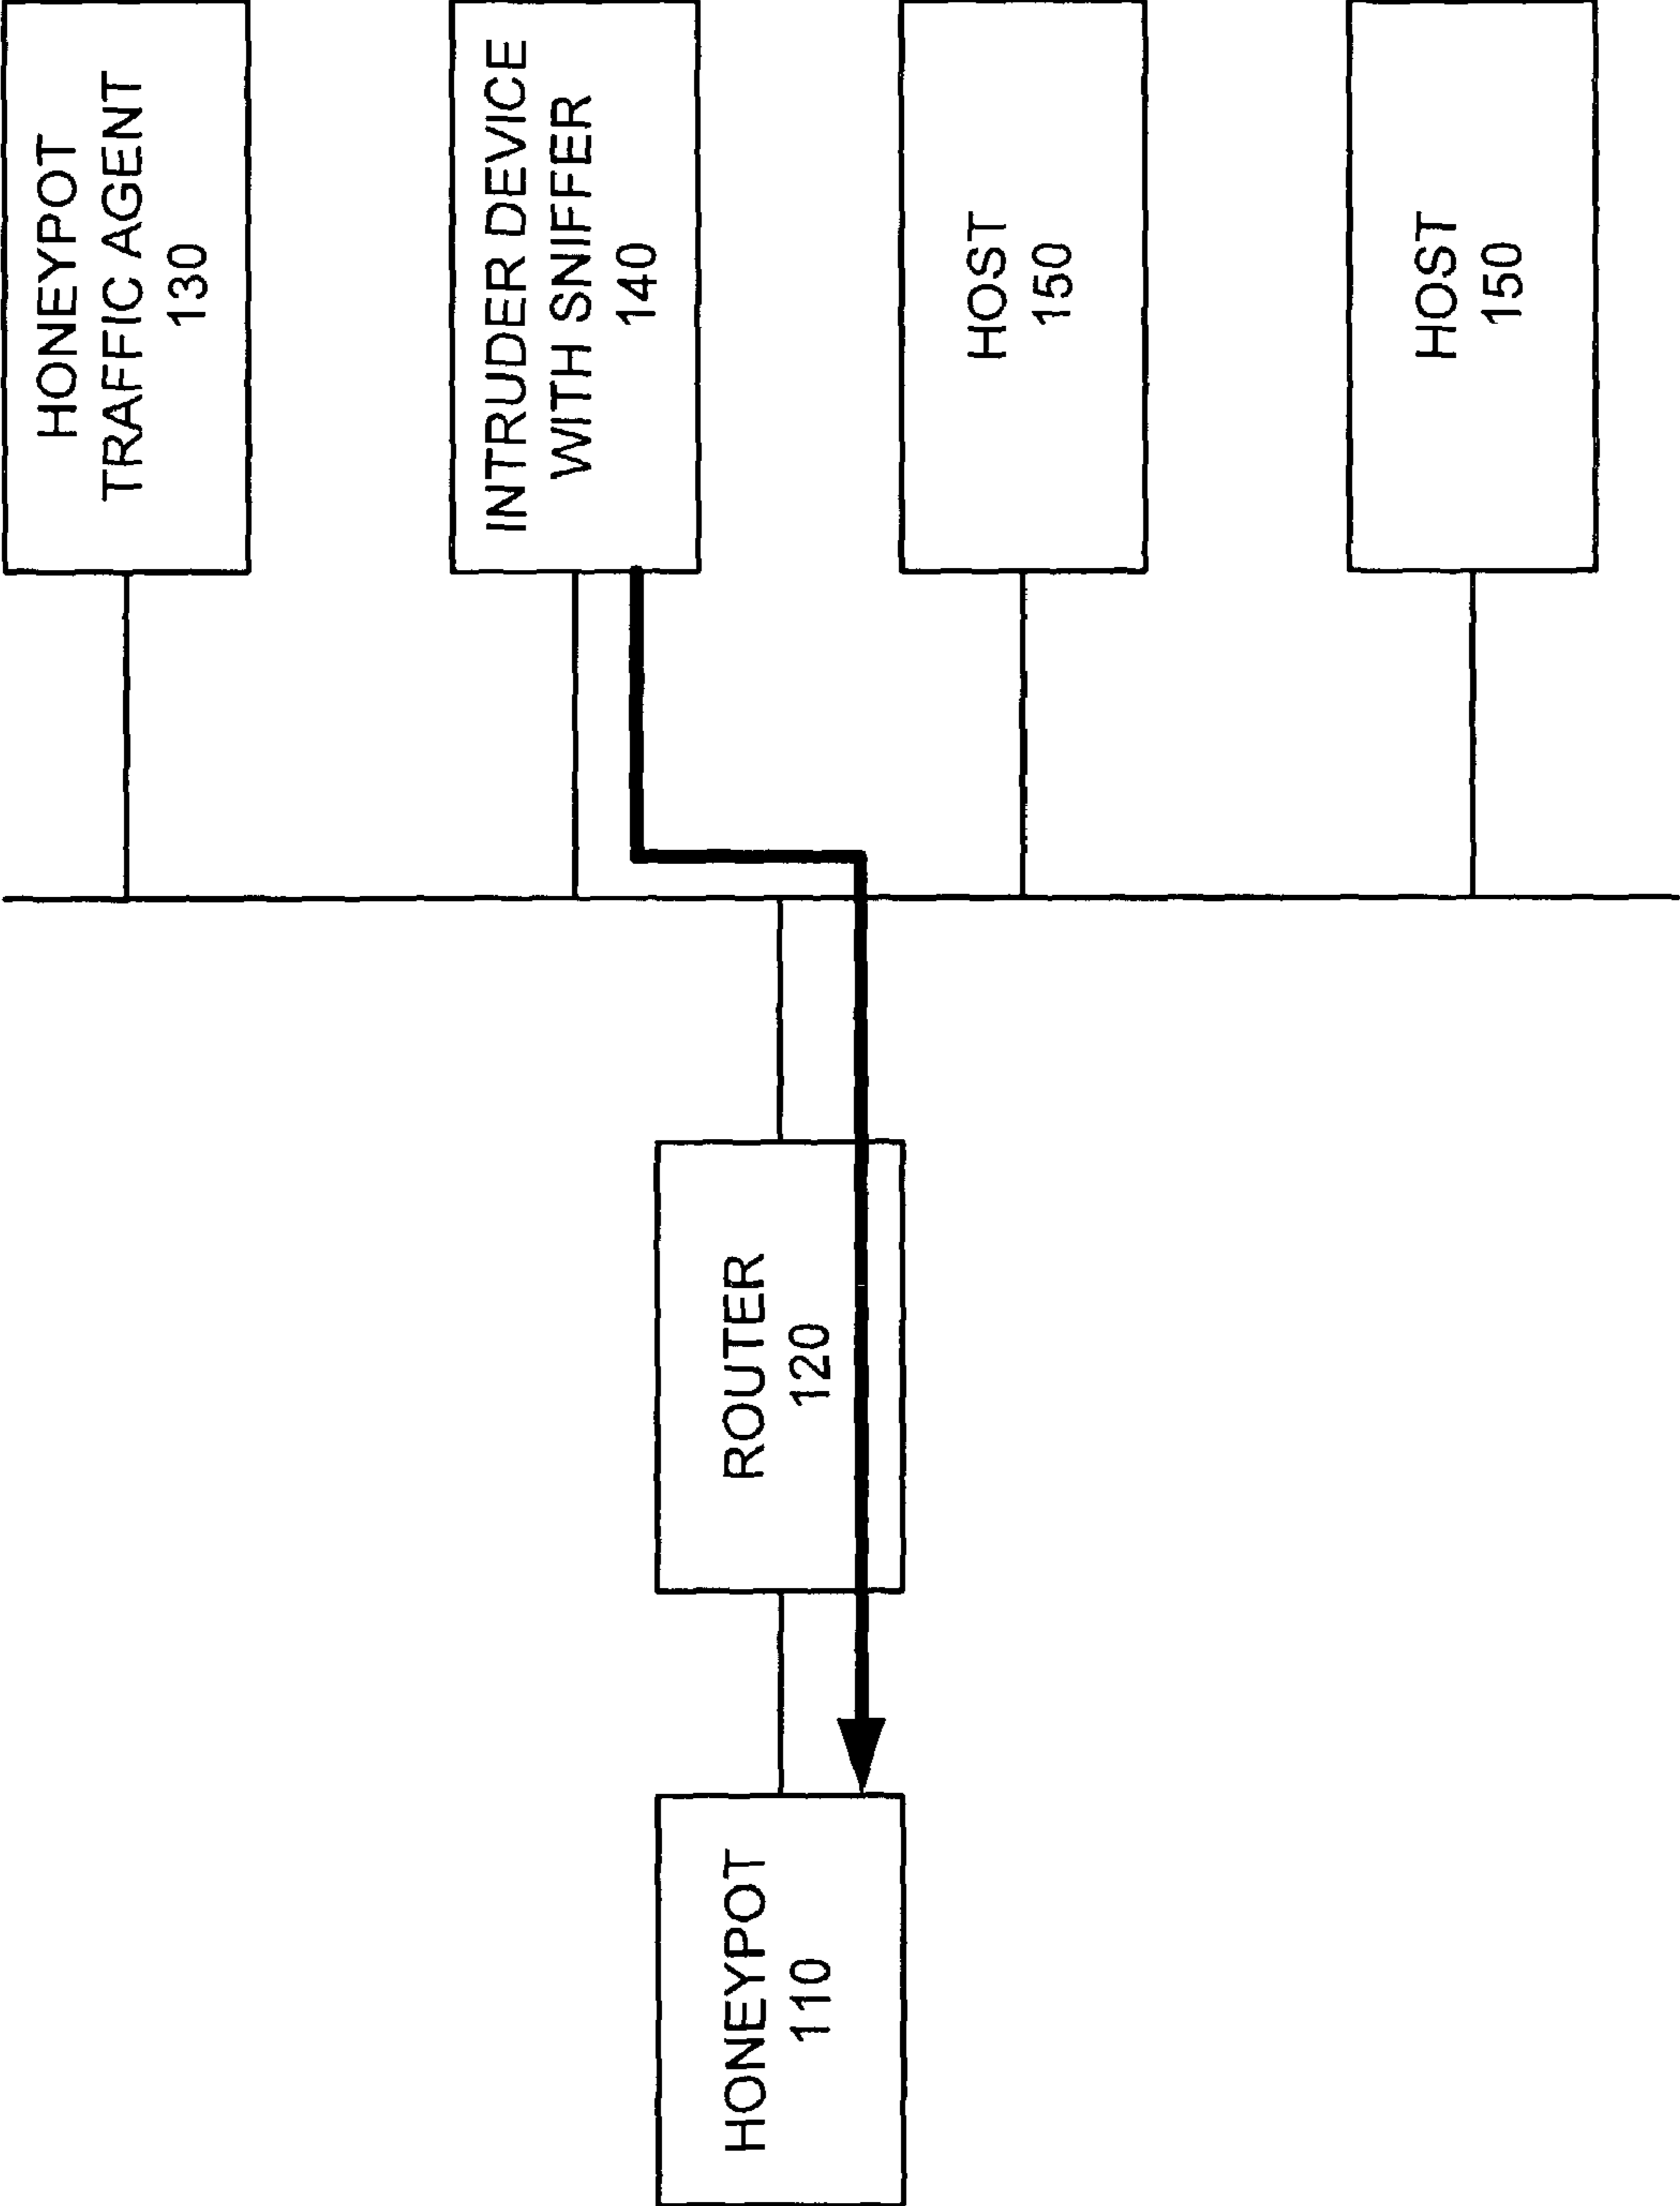 HONEYPOT
TRAFFIC AGENT
130
INTRUDER DEVICE
WITH SNIFFER
140
HOST
150
HOST
150
ROUTER
120
HONEYPOT
110